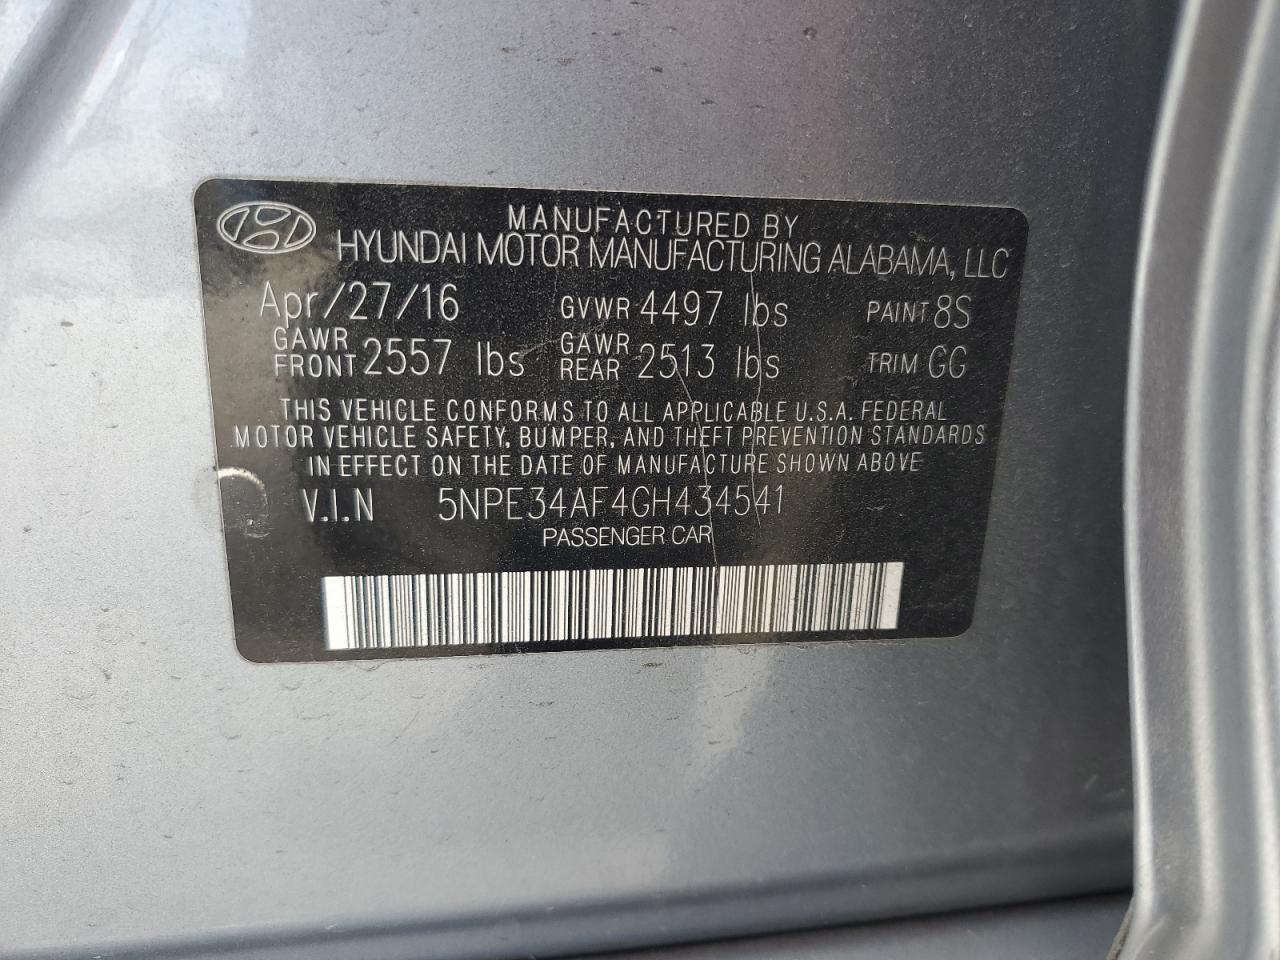 MANUFACTURED BY
HYUNDAI MOTOR MANUFACTURING ALABAMA, LLC
Apr/27/16 GVWR 4497 lbs PAINT 8S
GAWR FRONT 2557 lbs GAWR REAR 2513 lbs TRIM GG
THIS VEHICLE CONFORMS TO ALL APPLICABLE U.S.A. FEDERAL
MOTOR VEHICLE SAFETY, BUMPER, AND THEFT PREVENTION STANDARDS
IN EFFECT ON THE DATE OF MANUFACTURE SHOWN ABOVE
V.I.N 5NPE34AF4GH434541
PASSENGER CAR